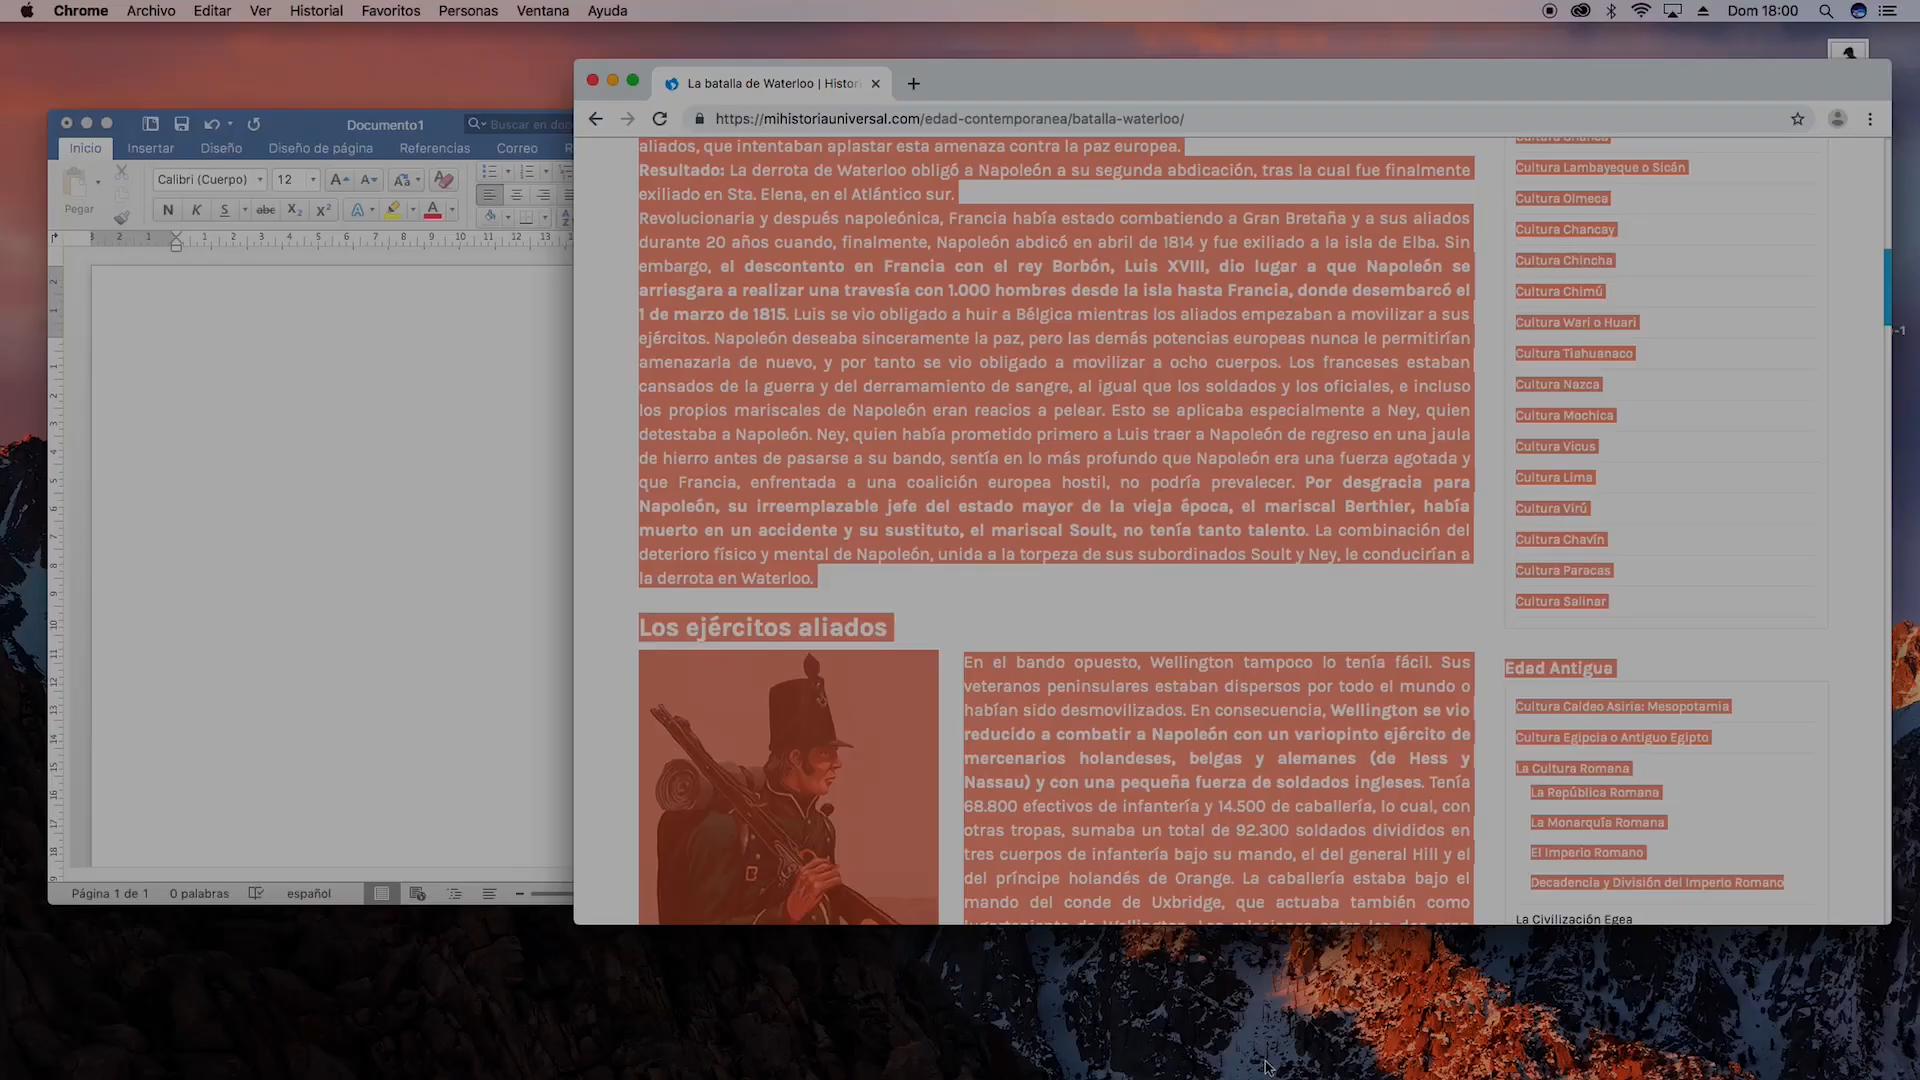 Chrome Archivo Editar Ver Historial Favoritos Personas Ventana Ayuda Dom 18:00
Documento1 Buscar en doc
Inicio Insertar Diseño Diseño de página Referencias Correo
Pegar
Calibri (Cuerpo) 12
N K S abc X2 X2
3 2 1 1 2 3 4 5 6 7 8 9 10 11 12 13
Página 1 de 1 0 palabras español
La batalla de Waterloo | Histor
https://mihistoriauniversal.com/edad-contemporanea/batalla-waterloo/
aliados, que intentaban aplastar esta amenaza contra la paz europea.
Resultado: La derrota de Waterloo obligó a Napoleón a su segunda abdicación, tras la cual fue finalmente
exiliado en Sta. Elena, en el Atlántico sur.
Revolucionaria y después napoleónica, Francia había estado combatiendo a Gran Bretaña y a sus aliados
durante 20 años cuando, finalmente, Napoleón abdicó en abril de 1814 y fue exiliado a la isla de Elba. Sin
embargo, el descontento en Francia con el rey Borbón, Luis XVIII, dio lugar a que Napoleón se
arriesgara a realizar una travesía con 1.000 hombres desde la isla hasta Francia, donde desembarcó el
1 de marzo de 1815. Luis se vio obligado a huir a Bélgica mientras los aliados empezaban a movilizar a sus
ejércitos. Napoleón deseaba sinceramente la paz, pero las demás potencias europeas nunca le permitirían
amenazarla de nuevo, y por tanto se vio obligado a movilizar a ocho cuerpos. Los franceses estaban
cansados de la guerra y del derramamiento de sangre, al igual que los soldados y los oficiales, e incluso
los propios mariscales de Napoleón eran reacios a pelear. Esto se aplicaba especialmente a Ney, quien
detestaba a Napoleón. Ney, quien había prometido primero a Luis traer a Napoleón de regreso en una jaula
de hierro antes de pasarse a su bando, sentía en lo más profundo que Napoleón era una fuerza agotada y
que Francia, enfrentada a una coalición europea hostil, no podría prevalecer. Por desgracia para
Napoleón, su irreemplazable jefe del estado mayor de la vieja época, el mariscal Berthier, había
muerto en un accidente y su sustituto, el mariscal Soult, no tenía tanto talento. La combinación del
deterioro físico y mental de Napoleón, unida a la torpeza de sus subordinados Soult y Ney, le conducirían a
la derrota en Waterloo.
Los ejércitos aliados
En el bando opuesto, Wellington tampoco lo tenía fácil. Sus
veteranos peninsulares estaban dispersos por todo el mundo o
habían sido desmovilizados. En consecuencia, Wellington se vio
reducido a combatir a Napoleón con un variopinto ejército de
mercenarios holandeses, belgas y alemanes (de Hess y
Nassau) y con una pequeña fuerza de soldados ingleses. Tenía
68.800 efectivos de infantería y 14.500 de caballería, lo cual, con
otras tropas, sumaba un total de 92.300 soldados divididos en
tres cuerpos de infantería bajo su mando, el del general Hill y el
del príncipe holandés de Orange. La caballería estaba bajo el
mando del conde de Uxbridge, que actuaba también como
Cultura Lambayeque o Sicán
Cultura Olmeca
Cultura Chancay
Cultura Chincha
Cultura Chimú
Cultura Wari o Huari
Cultura Tiahuanaco
Cultura Nazca
Cultura Mochica
Cultura Vicus
Cultura Lima
Cultura Virú
Cultura Chavín
Cultura Paracas
Cultura Salinar
Edad Antigua
Cultura Caldeo Asiria: Mesopotamia
Cultura Egipcia o Antiguo Egipto
La Cultura Romana
La República Romana
La Monarquía Romana
El Imperio Romano
Decadencia y División del Imperio Romano
La Civilización Egea